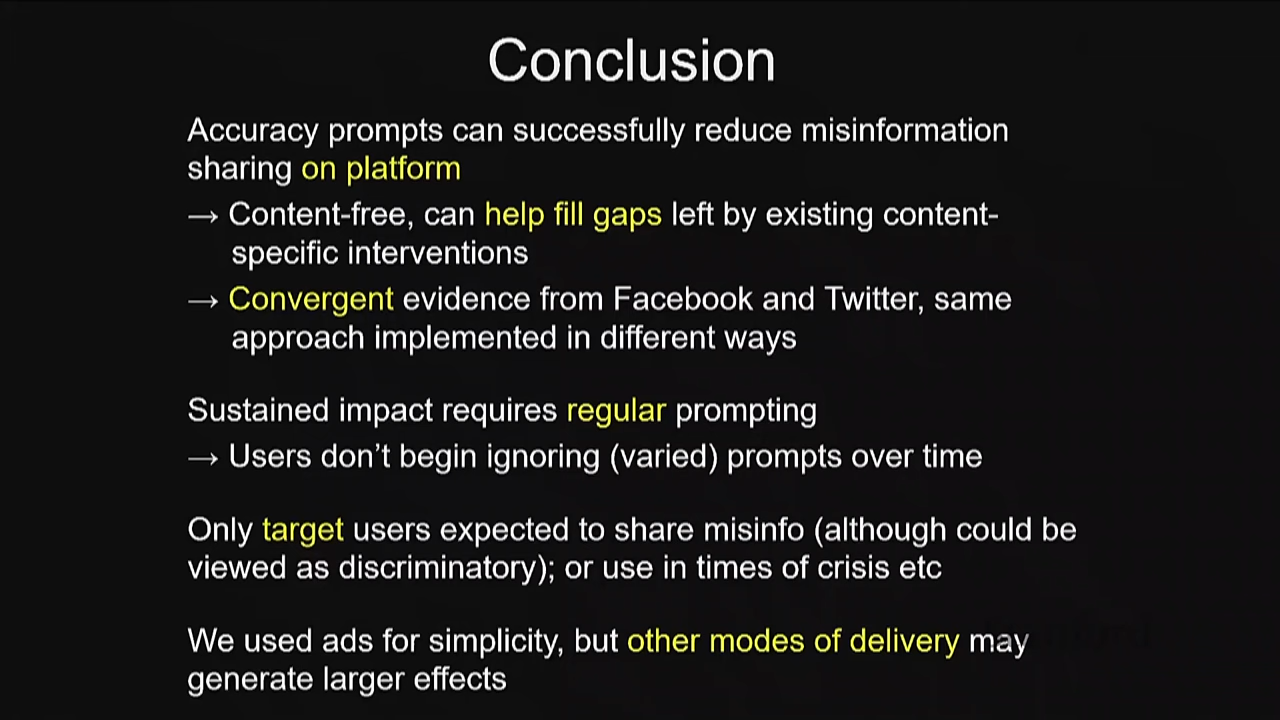 Conclusion
Accuracy prompts can successfully reduce misinformation
sharing on platform
→ Content-free, can help fill gaps left by existing content-
specific interventions
→ Convergent evidence from Facebook and Twitter, same
approach implemented in different ways
Sustained impact requires regular prompting
→ Users don’t begin ignoring (varied) prompts over time
Only target users expected to share misinfo (although could be
viewed as discriminatory); or use in times of crisis etc
We used ads for simplicity, but other modes of delivery may
generate larger effects